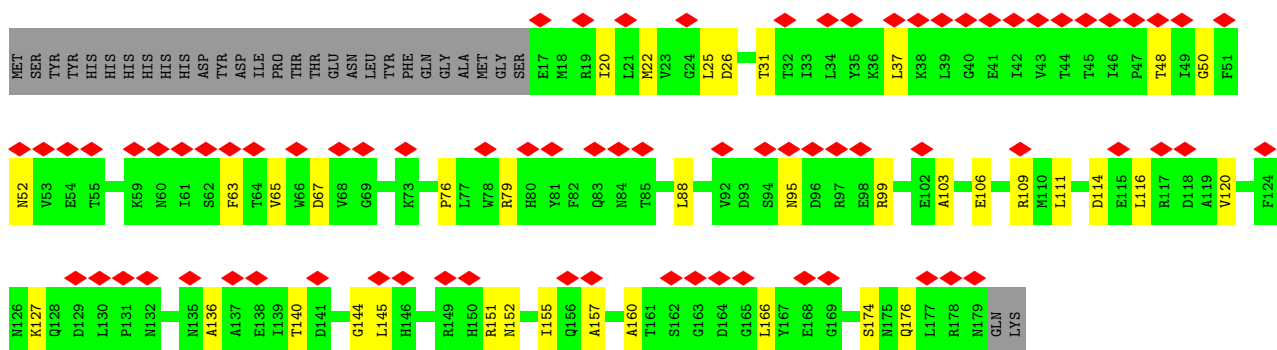 MET SER TYR TYR HIS HIS HIS HIS HIS HIS ASP TYR ASP ILE PRO THR THR GLU ASN LEU TYR PHE GLN GLY ALA MET GLY SER E17 M18 R19 I20 L21 M22 V23 G24 L25 D26 T31 T32 I33 L34 Y35 K36 L37 K38 L39 G40 E41 I42 V43 T44 T45 I46 P47 T48 I49 G50 F51
N52 V53 E54 T55 K59 N60 I61 S62 F63 T64 V65 W66 D67 V68 G69 K73 P76 L77 W78 R79 H80 Y81 F82 Q83 N84 T85 L88 V92 D93 S94 N95 D96 R97 E98 R99 E102 A103 E106 R109 M110 L111 D114 E115 L116 R117 D118 A119 V120 F124
N126 K127 Q128 D129 L130 P131 N132 N135 A136 A137 E138 I139 T140 D141 G144 L145 H146 R149 H150 R151 N152 I155 Q156 A157 A160 T161 S162 G163 D164 G165 L166 Y167 E168 G169 S174 N175 Q176 L177 R178 N179 GLN LYS